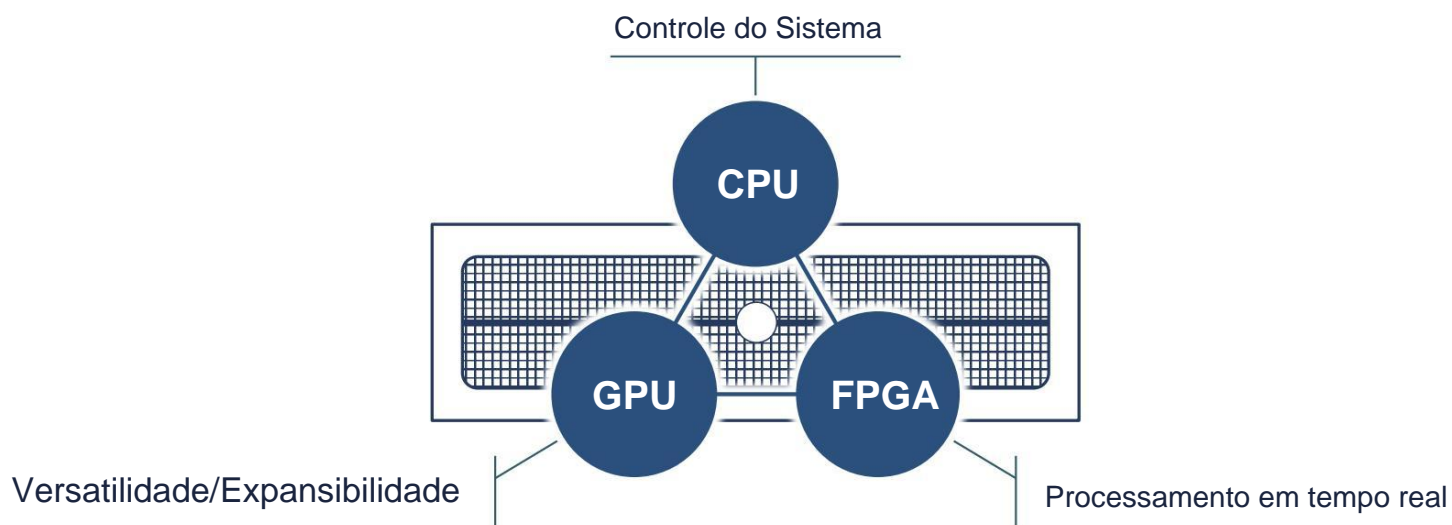 Controle do Sistema
CPU
GPU
FPGA
Versatilidade/Expansibilidade
Processamento em tempo real